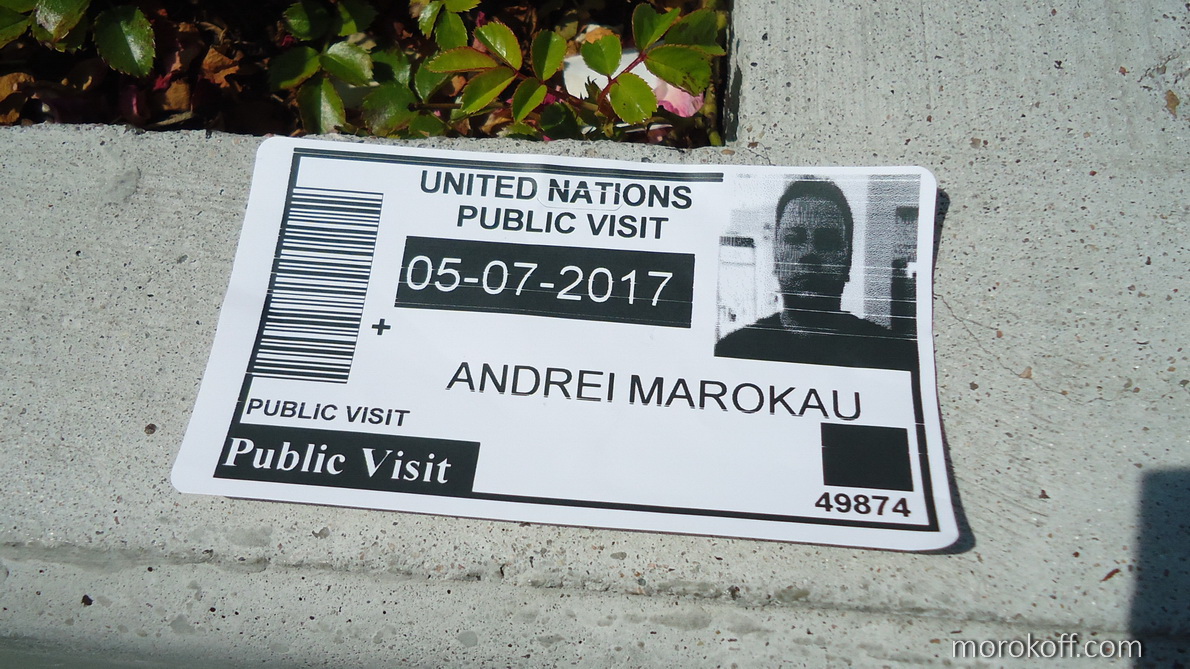 UNITED NATIONS
PUBLIC VISIT
05-07-2017
+
ANDREI MAROKAU
PUBLIC VISIT
Public Visit
49874
morokoff.com